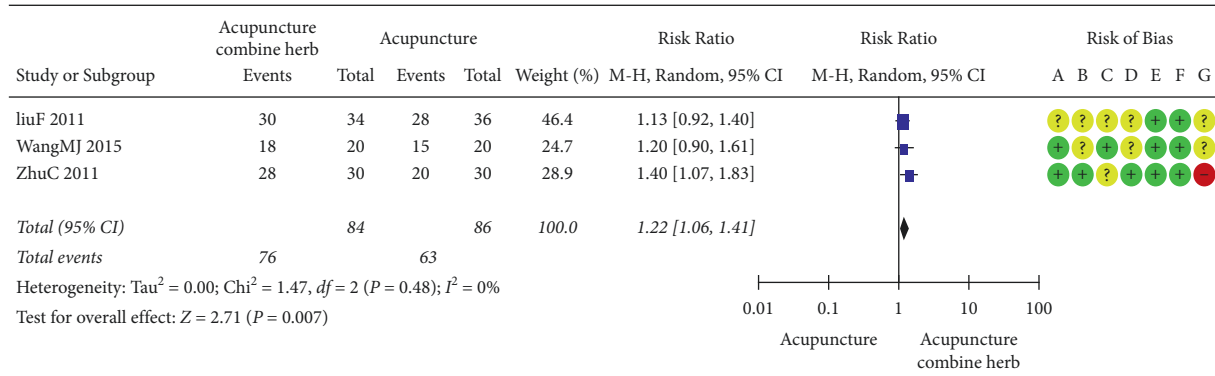 Acupuncture combine herb Acupuncture Risk Ratio Risk Ratio Risk of Bias
Study or Subgroup Events Total Events Total Weight (%) M-H, Random, 95% CI M-H, Random, 95% CI A B C D E F G
liuF 2011 30 34 28 36 46.4 1.13 [0.92, 1.40] ? ? ? ? + + ?
WangMJ 2015 18 20 15 20 24.7 1.20 [0.90, 1.61] + ? + ? + + ?
ZhuC 2011 28 30 20 30 28.9 1.40 [1.07, 1.83] + + ? + + + –
Total (95% CI) 84 86 100.0 1.22 [1.06, 1.41]
Total events 76 63
Heterogeneity: Tau² = 0.00; Chi² = 1.47, df = 2 (P = 0.48); I² = 0%
Test for overall effect: Z = 2.71 (P = 0.007)
0.01 0.1 1 10 100
Acupuncture Acupuncture combine herb